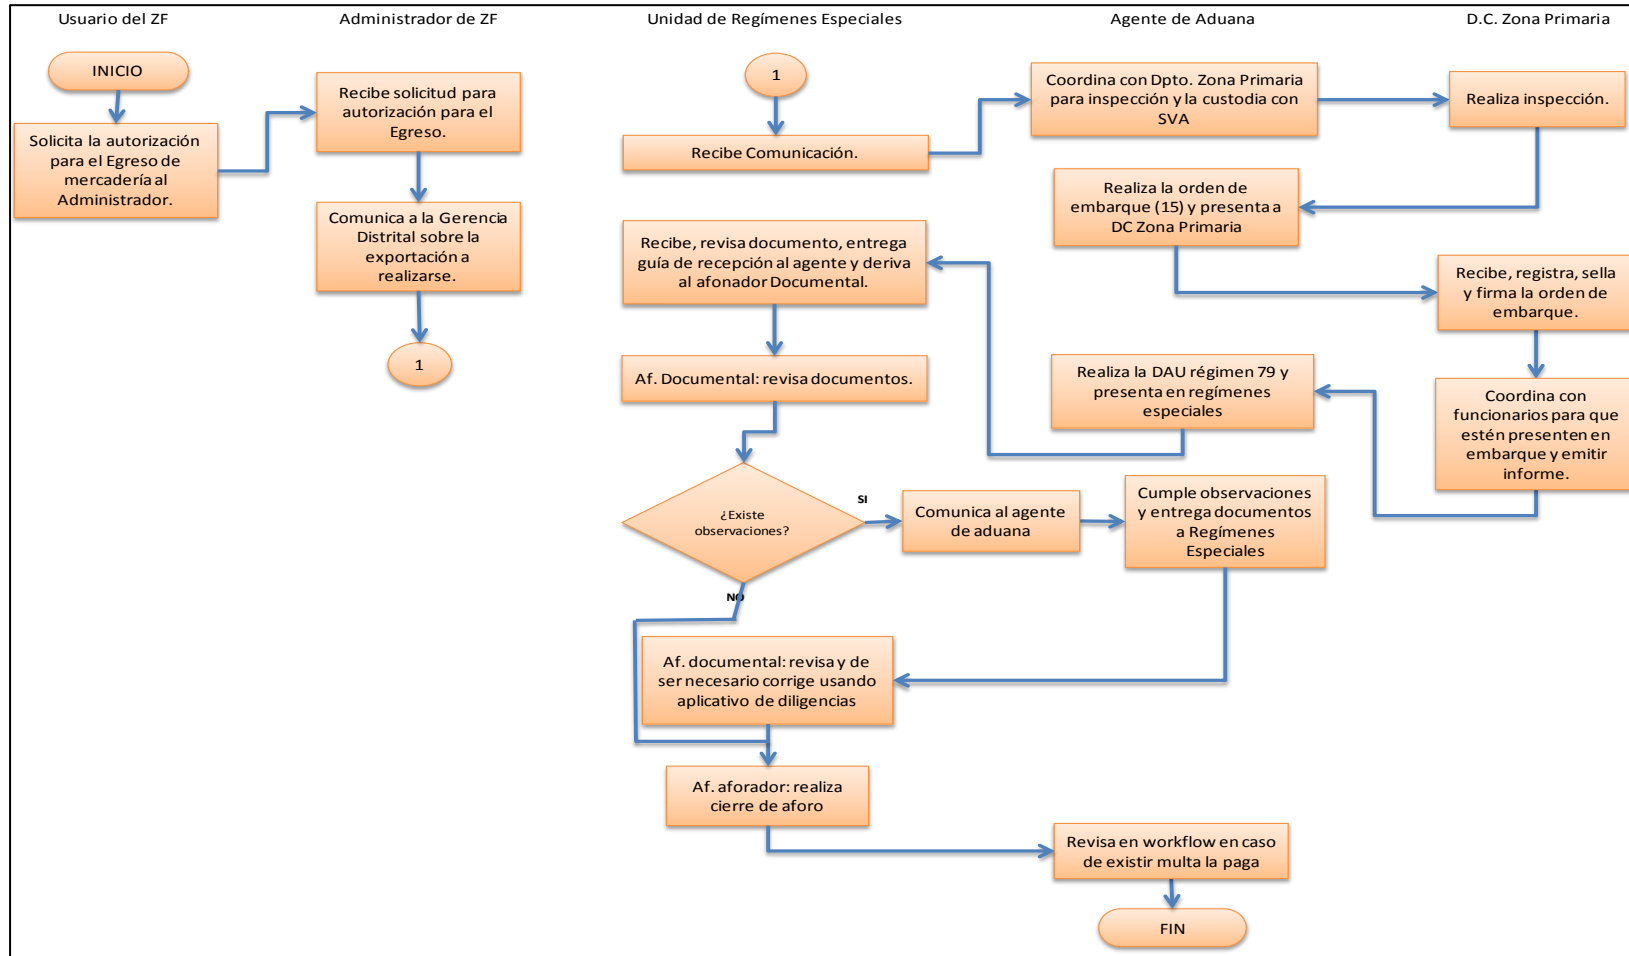 Usuario del ZF
Administrador de ZF
Unidad de Regímenes Especiales
Agente de Aduana
D.C. Zona Primaria
INICIO
Solicita la autorización
para el Egreso de
mercadería al
Administrador.
Recibe solicitud para
autorización para el
Egreso.
Comunica a la Gerencia
Distrital sobre la
exportación a
realizarse.
1
1
Recibe Comunicación.
Coordina con Dpto. Zona Primaria
para inspección y la custodia con
SVA
Realiza inspección.
Realiza la orden de
embarque (15) y presenta a
DC Zona Primaria
Recibe, registra, sella
y firma la orden de
embarque.
Coordina con
funcionarios para que
estén presenten en
embarque y emitir
informe.
Realiza la DAU régimen 79 y
presenta en regímenes
especiales
Recibe, revisa documento, entrega
guía de recepción al agente y deriva
al afonador Documental.
Af. Documental: revisa documentos.
¿Existe
observaciones?
SI
Comunica al agente
de aduana
Cumple observaciones
y entrega documentos
a Regímenes
Especiales
NO
Af. documental: revisa y de
ser necesario corrige usando
aplicativo de diligencias
Af. aforador: realiza
cierre de aforo
Revisa en workflow en caso
de existir multa la paga
FIN